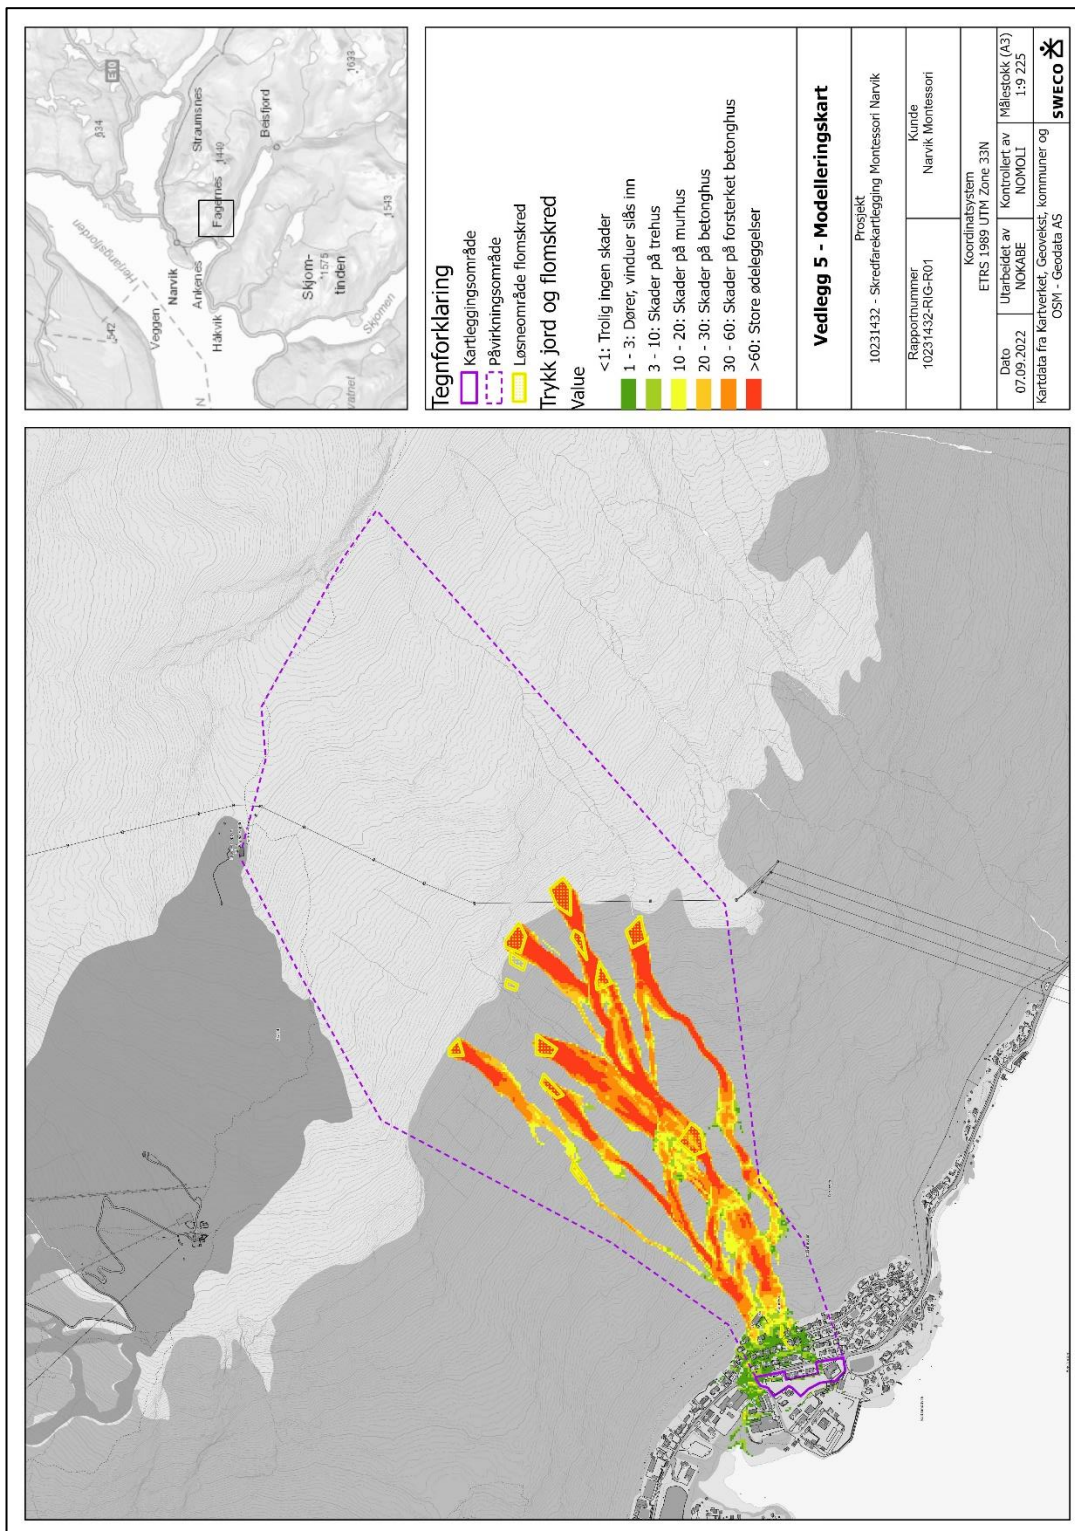 E10
634
Straumsnes
Herjangsfjorden
542
Veggen
Narvik
Fagernes
1440
Ankenes
Beisfjord
Håkvik
Skjom-
tinden
1575
1633
1543
Skjomen
vatnet
N
Tegnforklaring
Kartleggingsområde
Påvirkningsområde
Løsneområde flomskred
Trykk jord og flomskred
Value
<1: Trolig ingen skader
1 - 3: Dører, vinduer slås inn
3 - 10: Skader på trehus
10 - 20: Skader på murhus
20 - 30: Skader på betonghus
30 - 60: Skader på forsterket betonghus
>60: Store ødeleggelser
Vedlegg 5 - Modelleringskart
Prosjekt
10231432 - Skredfarekartlegging Montessori Narvik
Rapportnummer
10231432-RIG-R01
Kunde
Narvik Montessori
Koordinatsystem
ETRS 1989 UTM Zone 33N
Dato
07.09.2022
Utarbeidet av
NOKABE
Kontrollert av
NOMOLI
Målestokk (A3)
1:9 225
Kartdata fra Kartverket, Geovekst, kommuner og
OSM - Geodata AS
SWECO